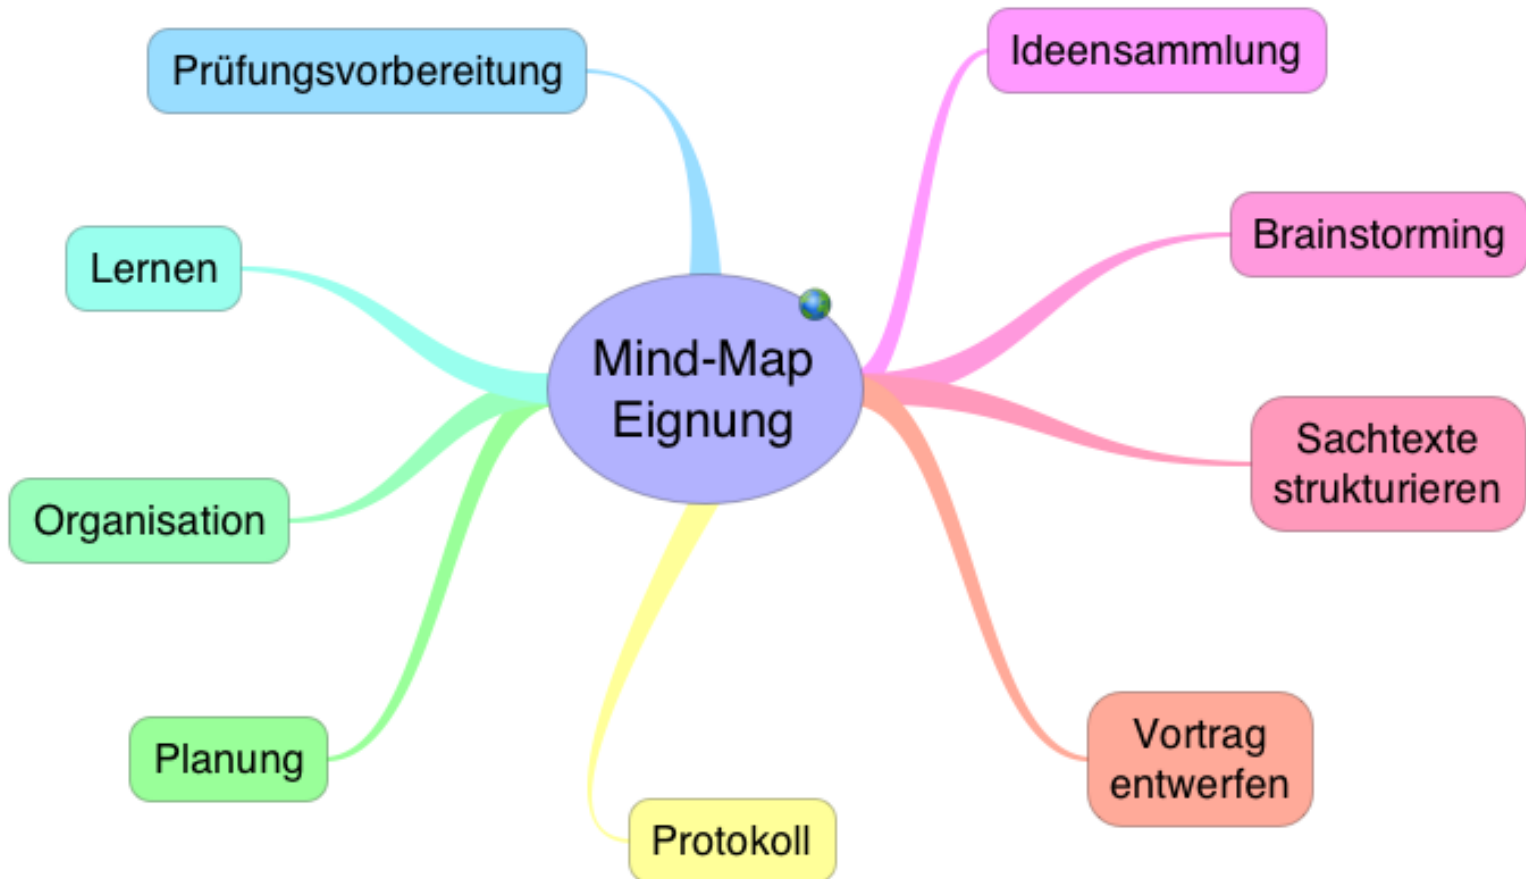 Prüfungsvorbereitung
Ideensammlung
Brainstorming
Lernen
Mind-Map
Eignung
Sachtexte
strukturieren
Organisation
Vortrag
entwerfen
Planung
Protokoll